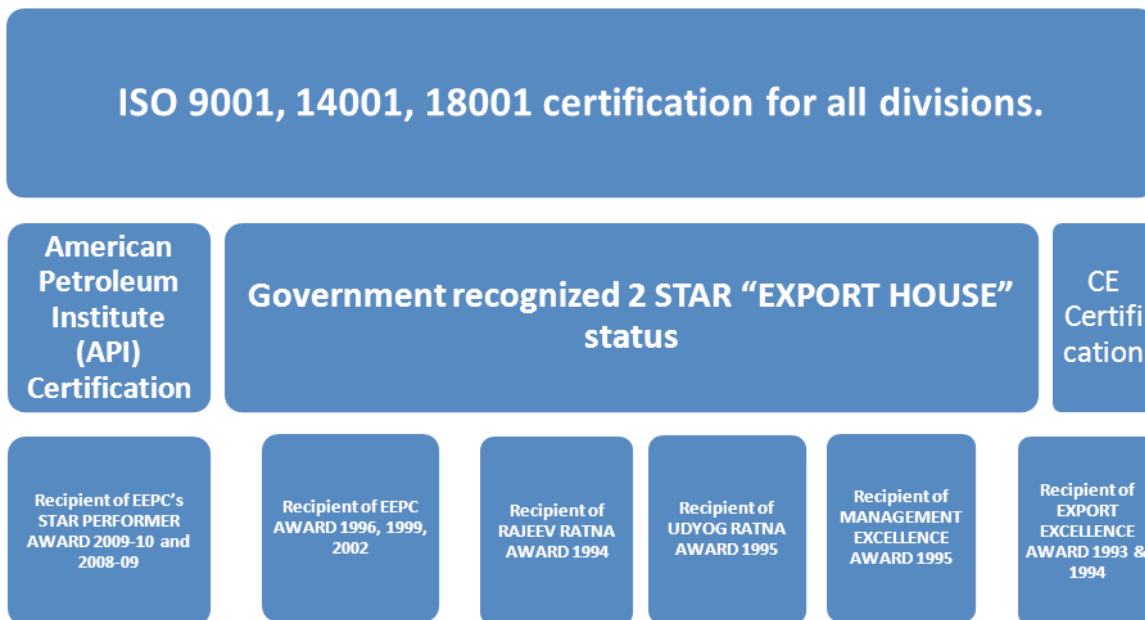 ISO 9001, 14001, 18001 certification for all divisions.
American
Petroleum
Institute
(API)
Certification
Government recognized 2 STAR “EXPORT HOUSE”
status
CE
Certifi
cation
Recipient of EEPC’s
STAR PERFORMER
AWARD 2009-10 and
2008-09
Recipient of EEPC
AWARD 1996, 1999,
2002
Recipient of
RAJEEV RATNA
AWARD 1994
Recipient of
UDYOG RATNA
AWARD 1995
Recipient of
MANAGEMENT
EXCELLENCE
AWARD 1995
Recipient of
EXPORT
EXCELLENCE
AWARD 1993 &
1994